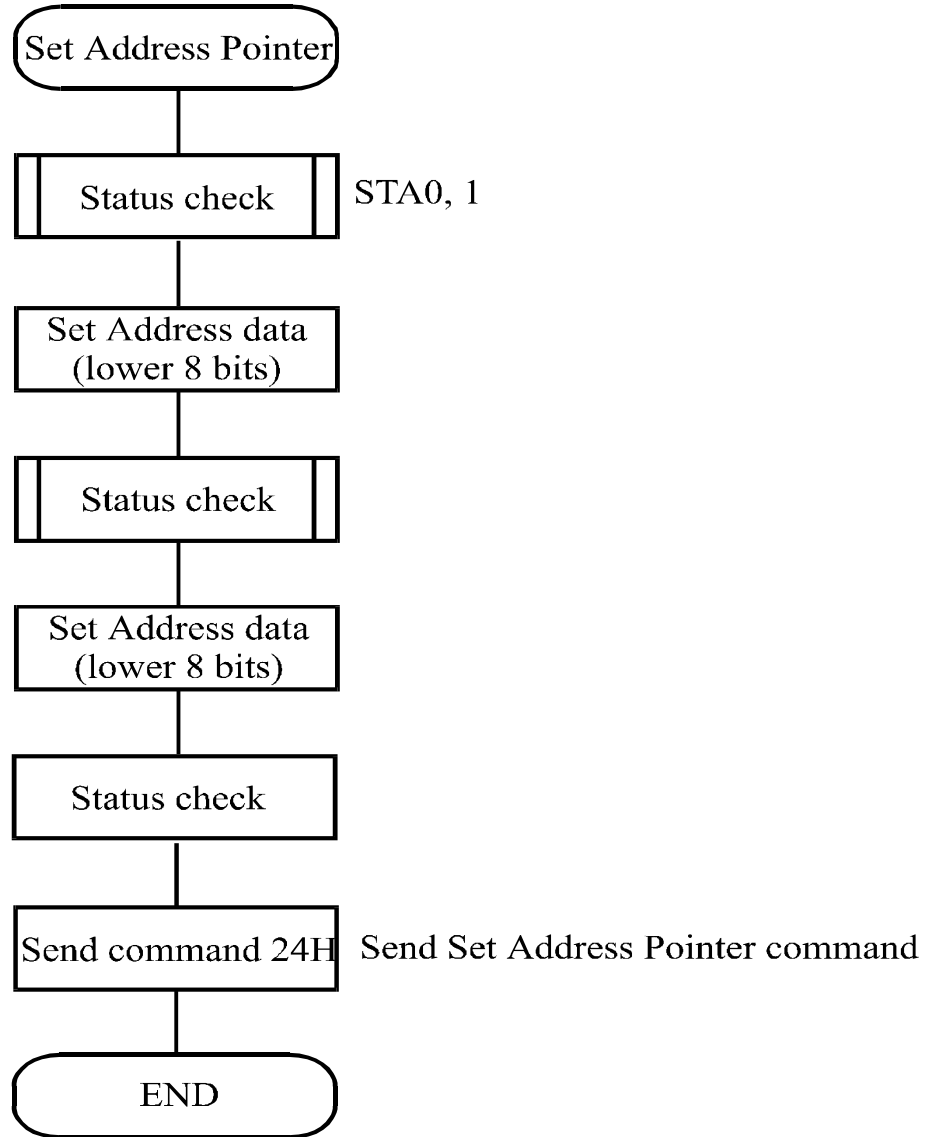 Set Address Pointer
Status check
STA0, 1
Set Address data
(lower 8 bits)
Status check
Set Address data
(lower 8 bits)
Status check
Send command 24H
Send Set Address Pointer command
END